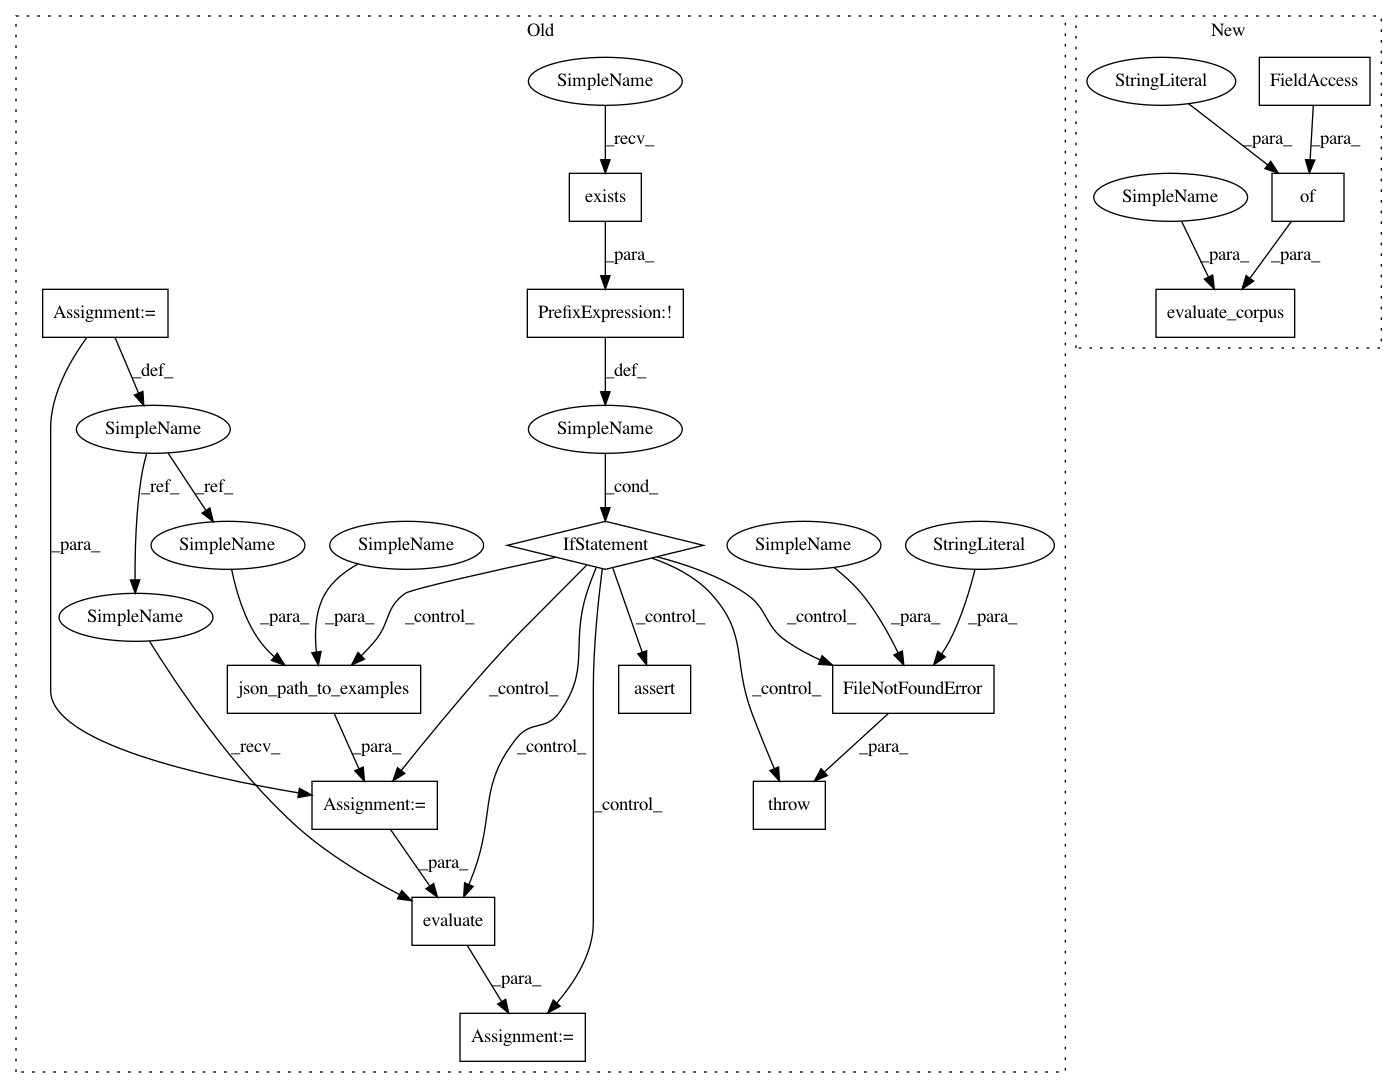 Old
New
SimpleName
StringLiteral
FieldAccess
_recv_
_para_
_para_
exists
SimpleName
of
_para_
_para_
_para_
Assignment:=
PrefixExpression:!
evaluate_corpus
_def_
_def_
SimpleName
SimpleName
_ref_
_ref_
_cond_
_para_
SimpleName
SimpleName
IfStatement
SimpleName
StringLiteral
SimpleName
_para_
_para_
_control_
_control_
_control_
_para_
_para_
json_path_to_examples
assert
FileNotFoundError
_control_
_control_
_recv_
_para_
_control_
_para_
Assignment:=
throw
_control_
_para_
evaluate
_para_
Assignment:=